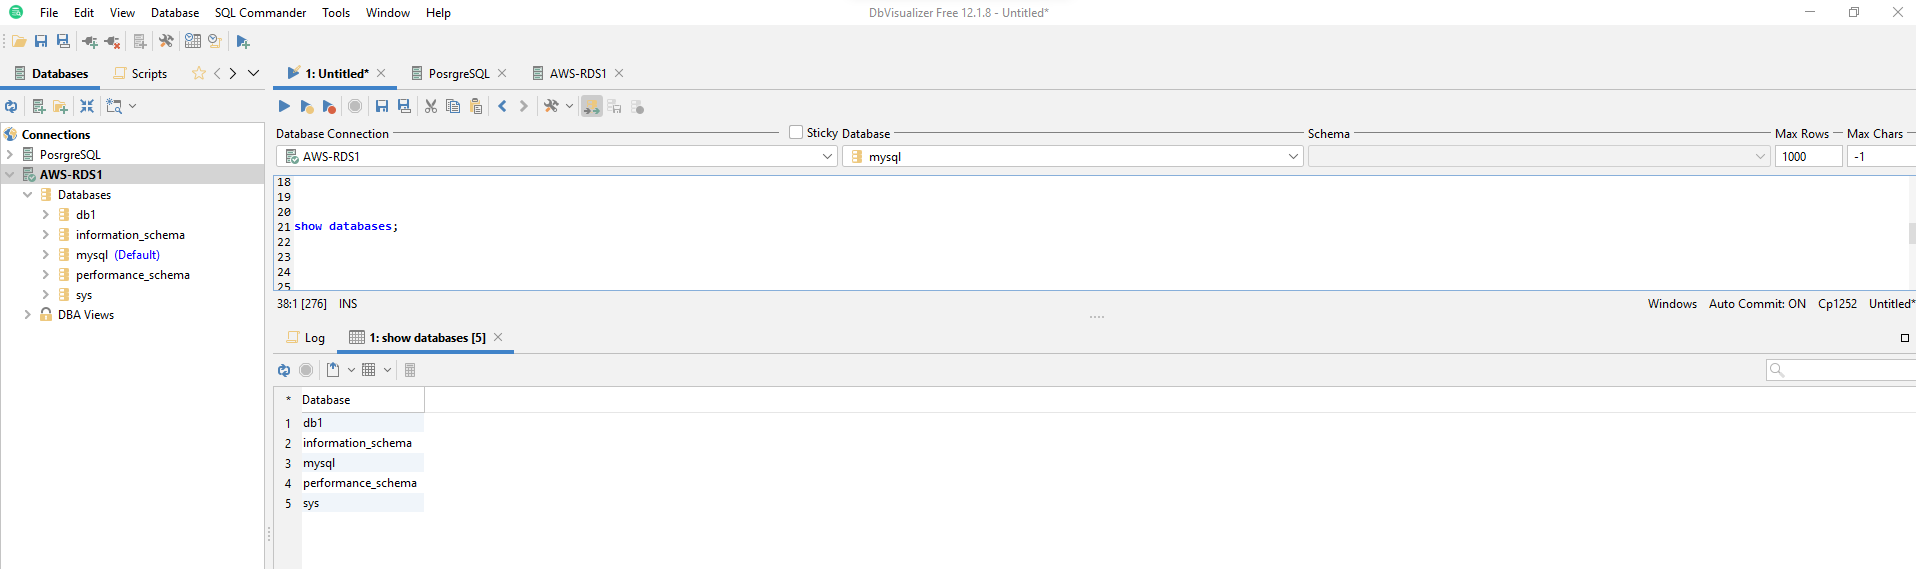 DbVisualizer Free 12.1.8 - Untitled*
File Edit View Database SQL Commander Tools Window Help
Databases Scripts
1: Untitled* PosrgreSQL AWS-RDS1
Connections
PosrgreSQL
AWS-RDS1
Databases
db1
information_schema
mysql (Default)
performance_schema
sys
DBA Views
Database Connection Sticky Database Schema Max Rows Max Chars
AWS-RDS1 mysql 1000 -1
18
19
20
21 show databases;
22
23
24
25
38:1 [276] INS Windows Auto Commit: ON Cp1252 Untitled*
Log 1: show databases [5]
* Database
1 db1
2 information_schema
3 mysql
4 performance_schema
5 sys